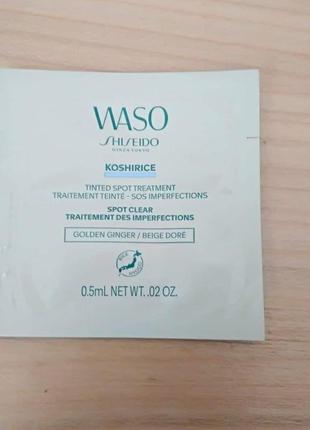 WASO
SHISEIDO
GINZA TOKYO
KOSHIRICE
TINTED SPOT TREATMENT
TRAITEMENT TEINTÉ - SOS IMPERFECTIONS
SPOT CLEAR
TRAITEMENT DES IMPERFECTIONS
GOLDEN GINGER / BEIGE DORÉ
0.5mL NET WT. .02 OZ.